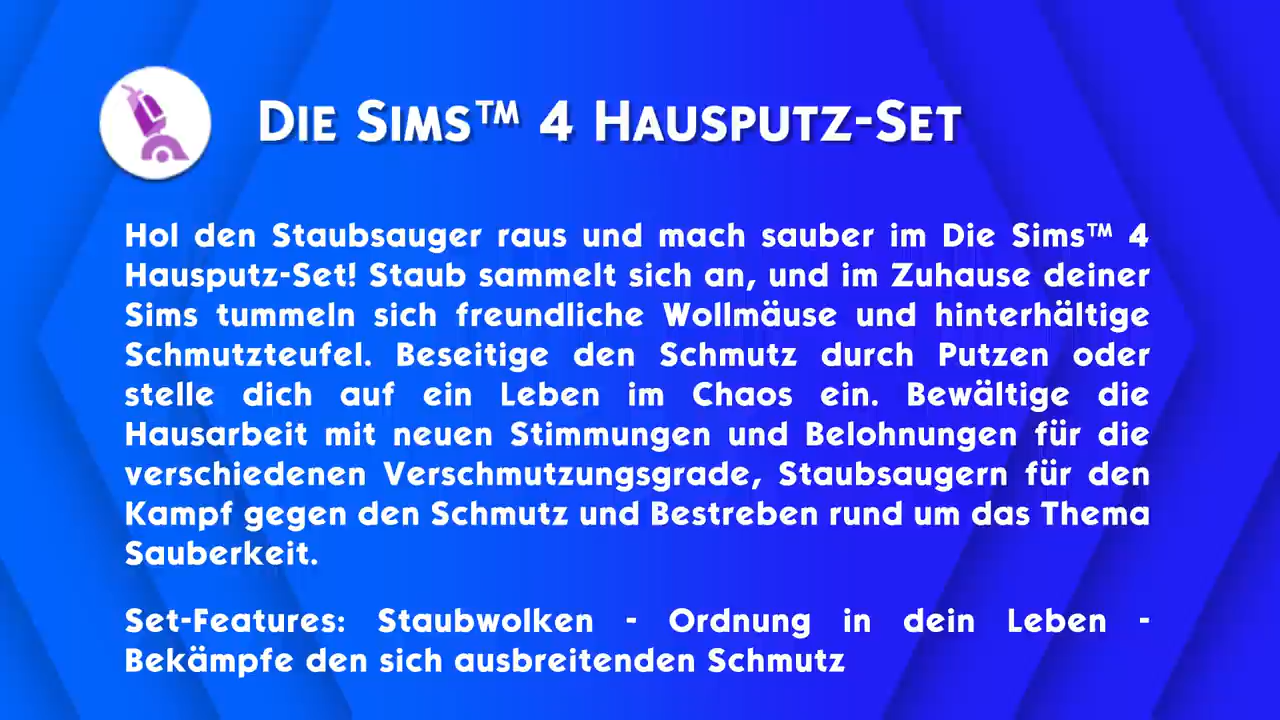 Die Sims™ 4 Hausputz-Set
Hol den Staubsauger raus und mach sauber im Die Sims™ 4
Hausputz-Set! Staub sammelt sich an, und im Zuhause deiner
Sims tummeln sich freundliche Wollmäuse und hinterhältige
Schmutzteufel. Beseitige den Schmutz durch Putzen oder
stelle dich auf ein Leben im Chaos ein. Bewältige die
Hausarbeit mit neuen Stimmungen und Belohnungen für die
verschiedenen Verschmutzungsgrade, Staubsaugern für den
Kampf gegen den Schmutz und Bestreben rund um das Thema
Sauberkeit.
Set-Features: Staubwolken - Ordnung in dein Leben -
Bekämpfe den sich ausbreitenden Schmutz